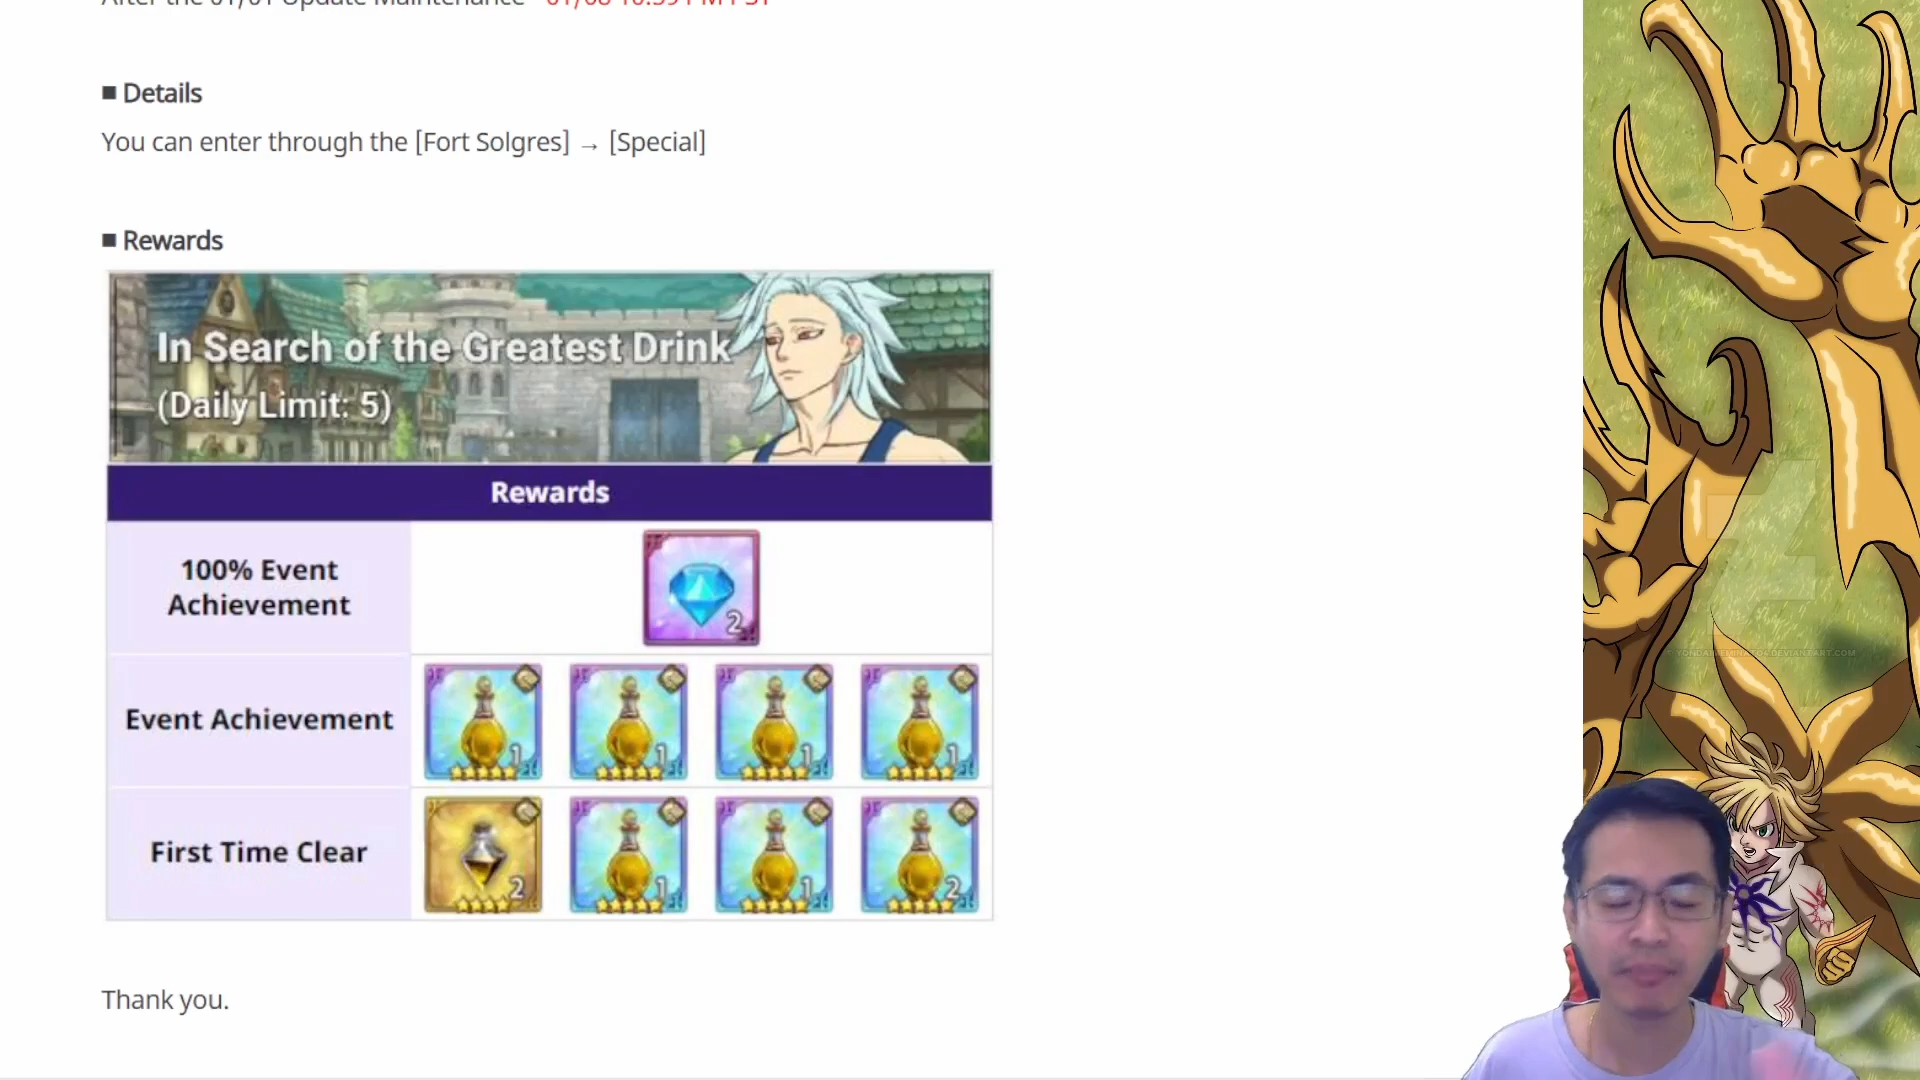 ■ Details
You can enter through the [Fort Solgres] → [Special]
■ Rewards
In Search of the Greatest Drink
(Daily Limit: 5)
Rewards
100% Event
Achievement
2
Event Achievement
1 1 1 1
First Time Clear
2 1 1 2
Thank you.